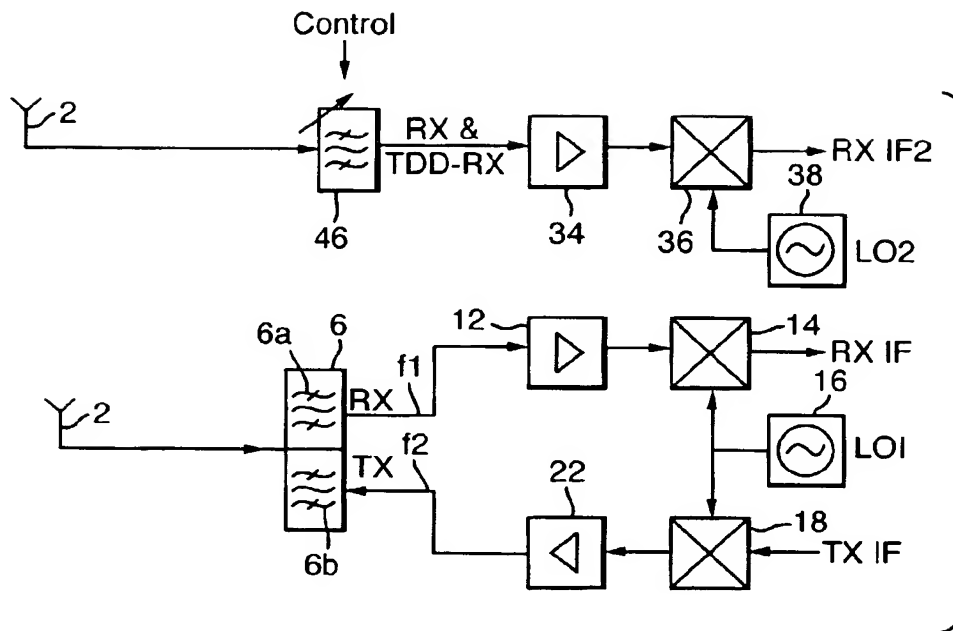 Control
2
RX &
TDD-RX
46
34
36
RX IF2
38
LO2
6
6a
RX
f1
12
14
RX IF
16
LO1
2
TX
f2
22
18
TX IF
6b